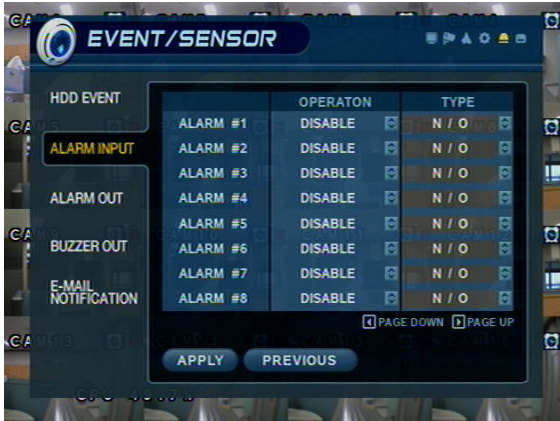 EVENT/SENSOR
HDD EVENT
ALARM INPUT
ALARM OUT
BUZZER OUT
E-MAIL
NOTIFICATION
OPERATON TYPE
ALARM #1 DISABLE N / O
ALARM #2 DISABLE N / O
ALARM #3 DISABLE N / O
ALARM #4 DISABLE N / O
ALARM #5 DISABLE N / O
ALARM #6 DISABLE N / O
ALARM #7 DISABLE N / O
ALARM #8 DISABLE N / O
PAGE DOWN PAGE UP
APPLY PREVIOUS